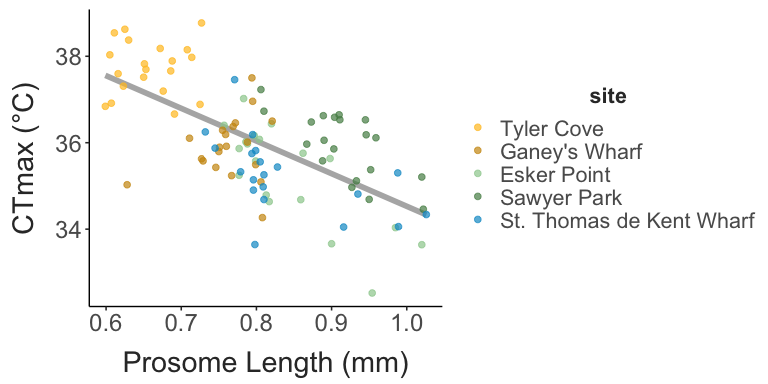 CTmax (°C)
38
36
34
0.6 0.7 0.8 0.9 1.0
Prosome Length (mm)
site
Tyler Cove
Ganey's Wharf
Esker Point
Sawyer Park
St. Thomas de Kent Wharf